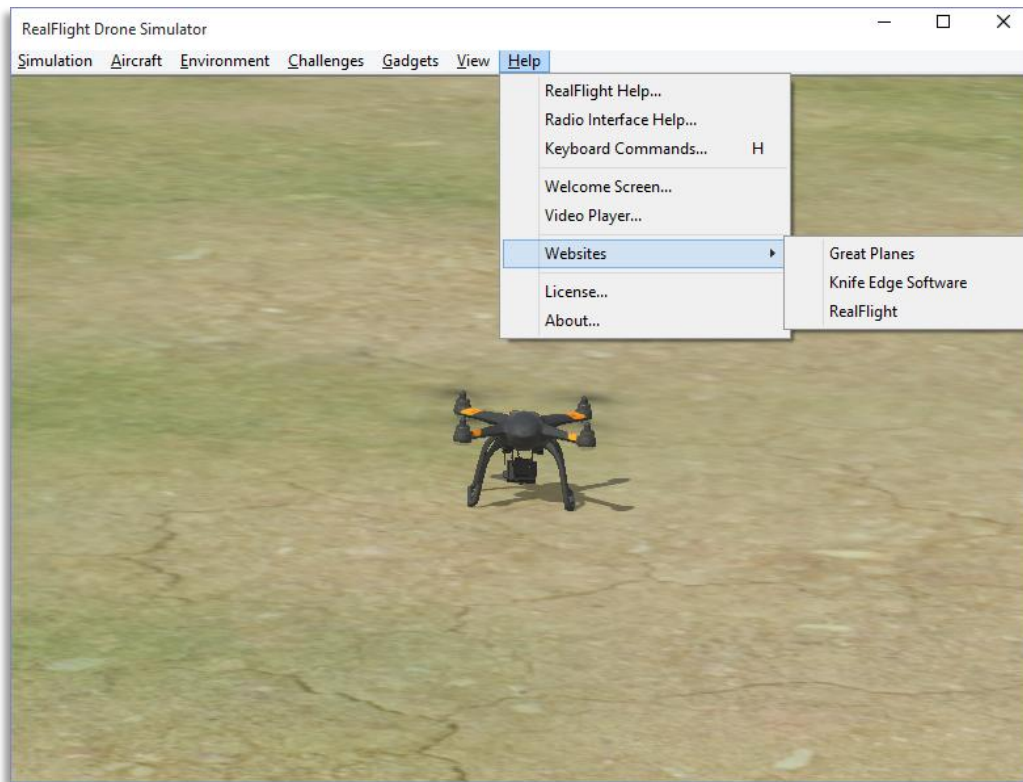 RealFlight Drone Simulator
Simulation Aircraft Environment Challenges Gadgets View Help
RealFlight Help...
Radio Interface Help...
Keyboard Commands... H
Welcome Screen...
Video Player...
Websites
Great Planes
Knife Edge Software
RealFlight
License...
About...